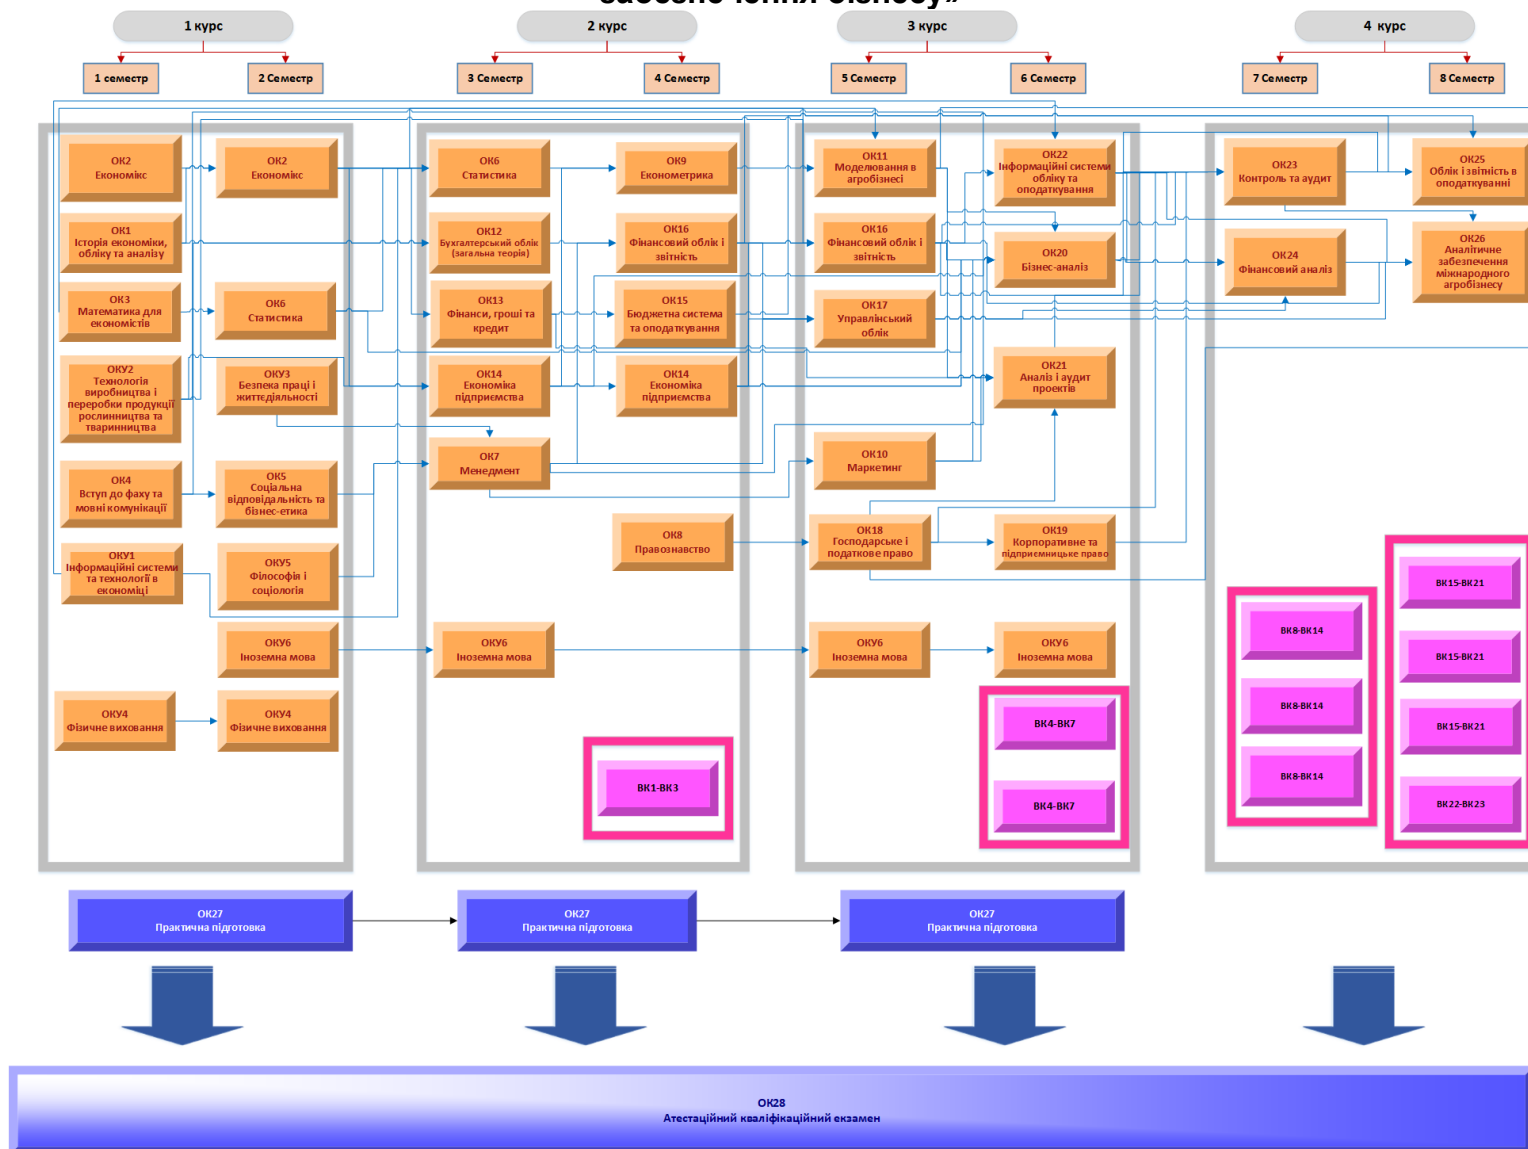 забезпечення бізнесу»
1 курс
2 курс
3 курс
4 курс
1 семестр
2 Семестр
3 Семестр
4 Семестр
5 Семестр
6 Семестр
7 Семестр
8 Семестр
ОК2
Економікс
ОК2
Економікс
ОК6
Статистика
ОК9
Економетрика
ОК11
Моделювання в
агробізнесі
ОК22
Інформаційні системи
обліку та
оподаткування
ОК23
Контроль та аудит
ОК25
Облік і звітність в
оподаткуванні
ОК1
Історія економіки,
обліку та аналізу
ОК12
Бухгалтерський облік
(загальна теорія)
ОК16
Фінансовий облік і
звітність
ОК16
Фінансовий облік і
звітність
ОК20
Бізнес-аналіз
ОК24
Фінансовий аналіз
ОК26
Аналітичне
забезпечення
міжнародного
агробізнесу
ОК3
Математика для
економістів
ОК6
Статистика
ОК13
Фінанси, гроші та
кредит
ОК15
Бюджетна система
та оподаткування
ОК17
Управлінський
облік
ОКУ2
Технологія
виробництва і
переробки продукції
рослинництва та
тваринництва
ОКУ3
Безпека праці і
життєдіяльності
ОК14
Економіка
підприємства
ОК14
Економіка
підприємства
ОК21
Аналіз і аудит
проектів
ОК4
Вступ до фаху та
мовні комунікації
ОК5
Соціальна
відповідальність та
бізнес-етика
ОК7
Менедмент
ОК10
Маркетинг
ОКУ1
Інформаційні системи
та технології в
економіці
ОКУ5
Філософія і
соціологія
ОК8
Правознавство
ОК18
Господарське і
податкове право
ОК19
Корпоративне та
підприємницьке право
ОКУ6
Іноземна мова
ОКУ6
Іноземна мова
ОКУ6
Іноземна мова
ОКУ6
Іноземна мова
ОКУ4
Фізичне виховання
ОКУ4
Фізичне виховання
ВК1-ВК3
ВК4-ВК7
ВК4-ВК7
ВК8-ВК14
ВК8-ВК14
ВК8-ВК14
ВК15-ВК21
ВК15-ВК21
ВК15-ВК21
ВК22-ВК23
ОК27
Практична підготовка
ОК27
Практична підготовка
ОК27
Практична підготовка
ОК28
Атестаційний кваліфікаційний екзамен